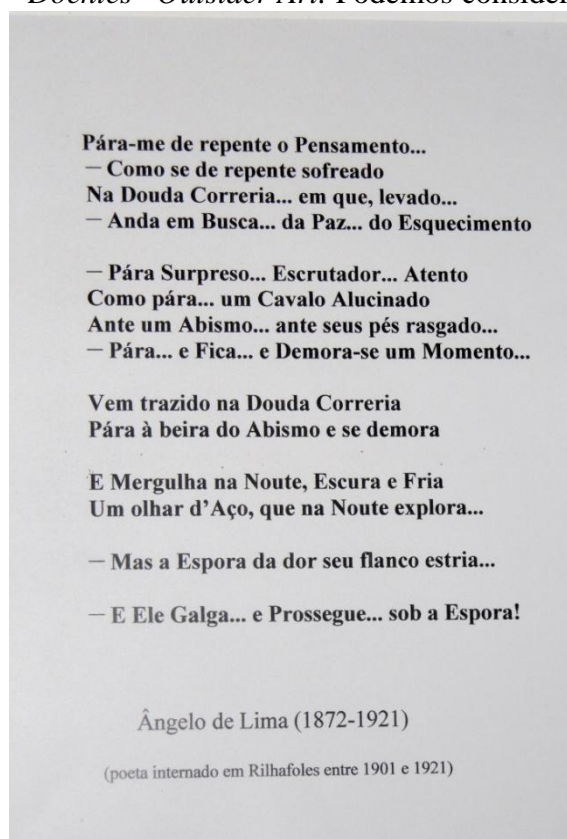 Doentes - Outsider Art. Podemos consider
Pára-me de repente o Pensamento...
— Como se de repente sofreado
Na Douda Correria... em que, levado...
— Anda em Busca... da Paz... do Esquecimento
— Pára Surpreso... Escrutador... Atento
Como pára... um Cavalo Alucinado
Ante um Abismo... ante seus pés rasgado...
— Pára... e Fica... e Demora-se um Momento...
Vem trazido na Douda Correria
Pára à beira do Abismo e se demora
E Mergulha na Noute, Escura e Fria
Um olhar d'Aço, que na Noute explora...
— Mas a Espora da dor seu flanco estria...
— E Ele Galga... e Prossegue... sob a Espora!
Ângelo de Lima (1872-1921)
(poeta internado em Rilhafoles entre 1901 e 1921)